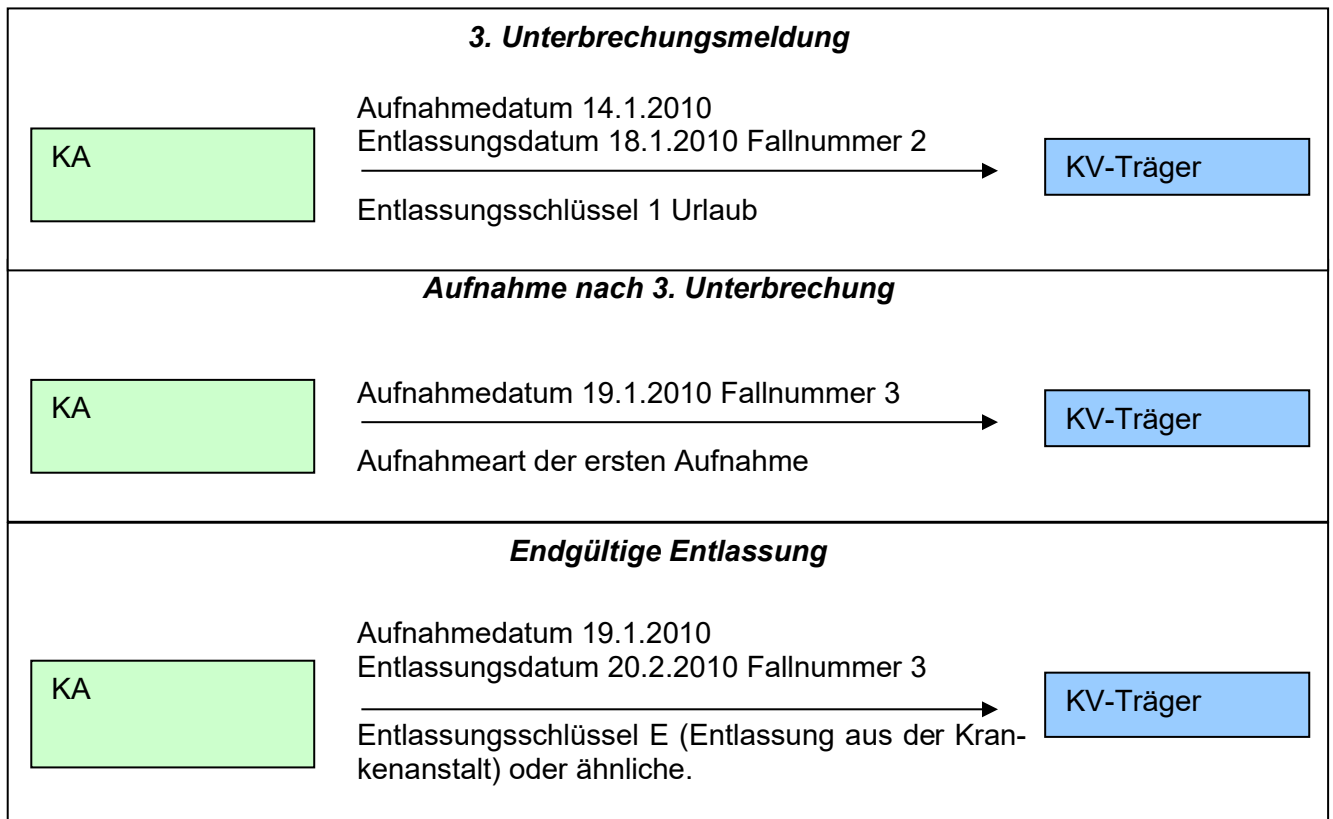 3. Unterbrechungsmeldung
Aufnahmedatum 14.1.2010
Entlassungsdatum 18.1.2010 Fallnummer 2
KA
KV-Träger
Entlassungsschlüssel 1 Urlaub
Aufnahme nach 3. Unterbrechung
Aufnahmedatum 19.1.2010 Fallnummer 3
KA
KV-Träger
Aufnahmeart der ersten Aufnahme
Endgültige Entlassung
Aufnahmedatum 19.1.2010
Entlassungsdatum 20.2.2010 Fallnummer 3
KA
KV-Träger
Entlassungsschlüssel E (Entlassung aus der Kran-
kenanstalt) oder ähnliche.